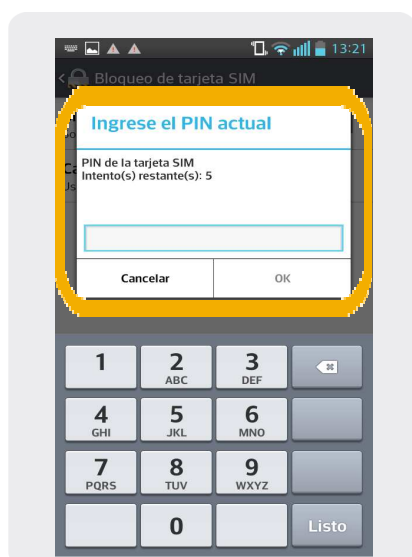 13:21
Bloqueo de tarjeta SIM
Ingrese el PIN actual
PIN de la tarjeta SIM
Intento(s) restante(s): 5
Cancelar OK
1 2 ABC 3 DEF
4 GHI 5 JKL 6 MNO
7 PQRS 8 TUV 9 WXYZ
0 Listo